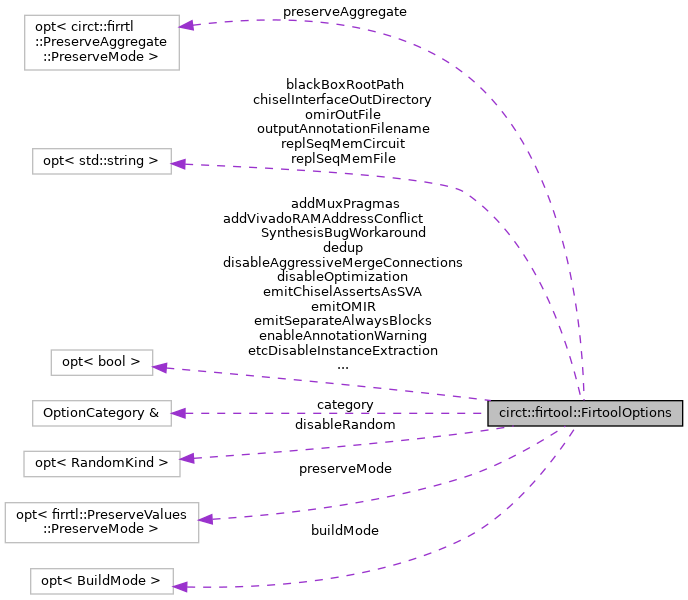 preserveAggregate
opt< circt::firrtl
::PreserveAggregate
::PreserveMode >
blackBoxRootPath
chiselInterfaceOutDirectory
omirOutFile
outputAnnotationFilename
replSeqMemCircuit
replSeqMemFile
opt< std::string >
addMuxPragmas
addVivadoRAMAddressConflict
SynthesisBugWorkaround
dedup
disableAggressiveMergeConnections
disableOptimization
emitChiselAssertsAsSVA
emitOMIR
emitSeparateAlwaysBlocks
enableAnnotationWarning
etcDisableInstanceExtraction
...
opt< bool >
category
OptionCategory &
circt::firtool::FirtoolOptions
disableRandom
opt< RandomKind >
preserveMode
opt< firrtl::PreserveValues
::PreserveMode >
buildMode
opt< BuildMode >